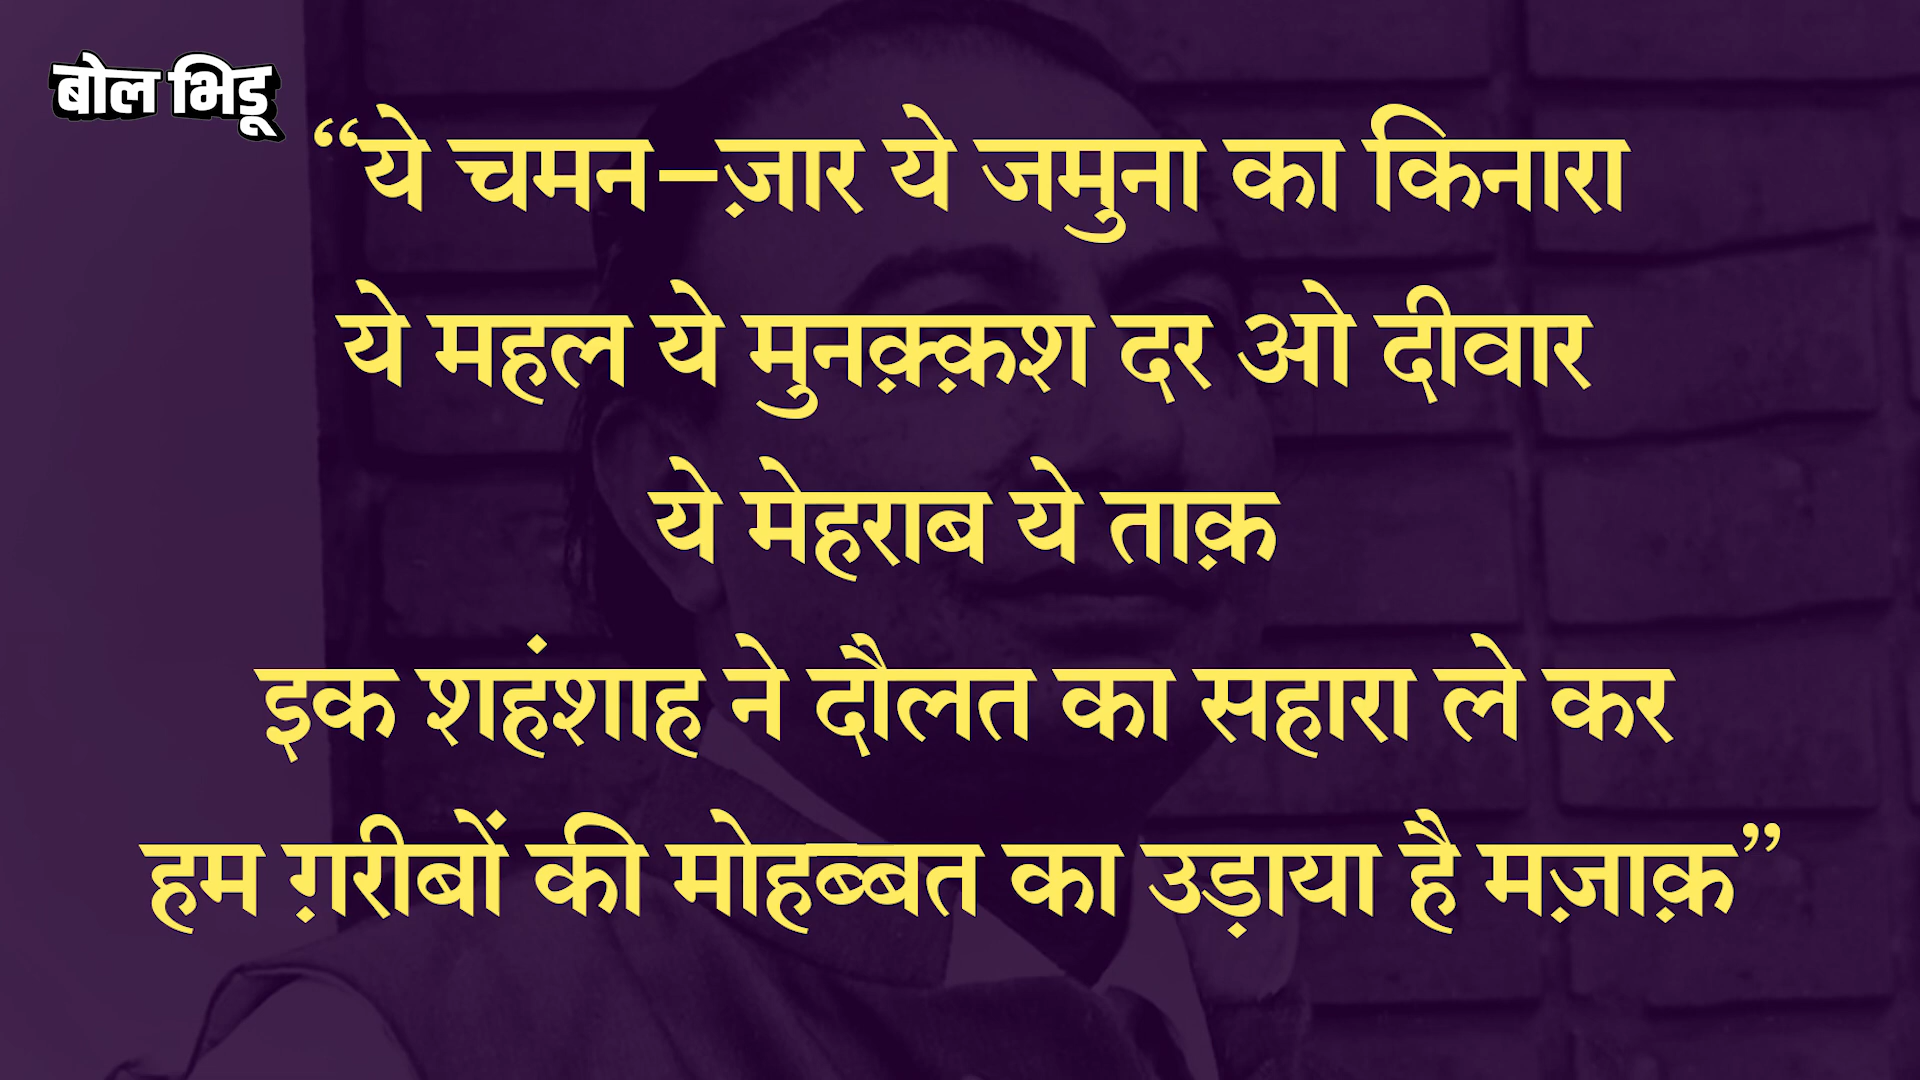 बोल भिडू
“ये चमन–ज़ार ये जमुना का किनारा
ये महल ये मुनक़्क़श दर ओ दीवार
ये मेहराब ये ताक़
इक शहंशाह ने दौलत का सहारा ले कर
हम ग़रीबों की मोहब्बत का उड़ाया है मज़ाक़”